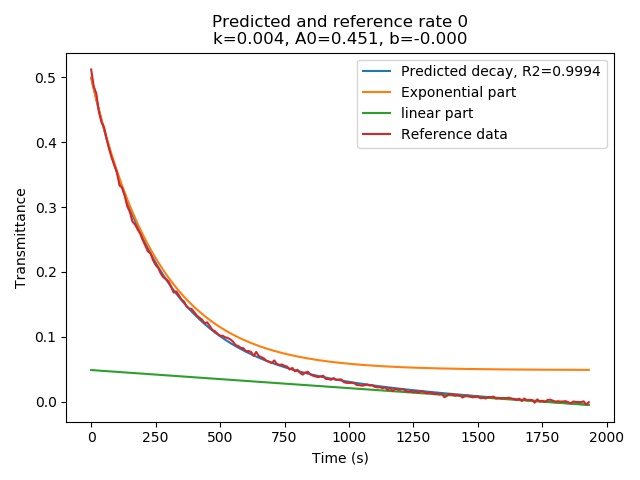 Predicted and reference rate 0
k=0.004, A0=0.451, b=-0.000
Predicted decay, R2=0.9994
Exponential part
linear part
Reference data
Transmittance
0.5
0.4
0.3
0.2
0.1
0.0
0 250 500 750 1000 1250 1500 1750 2000
Time (s)